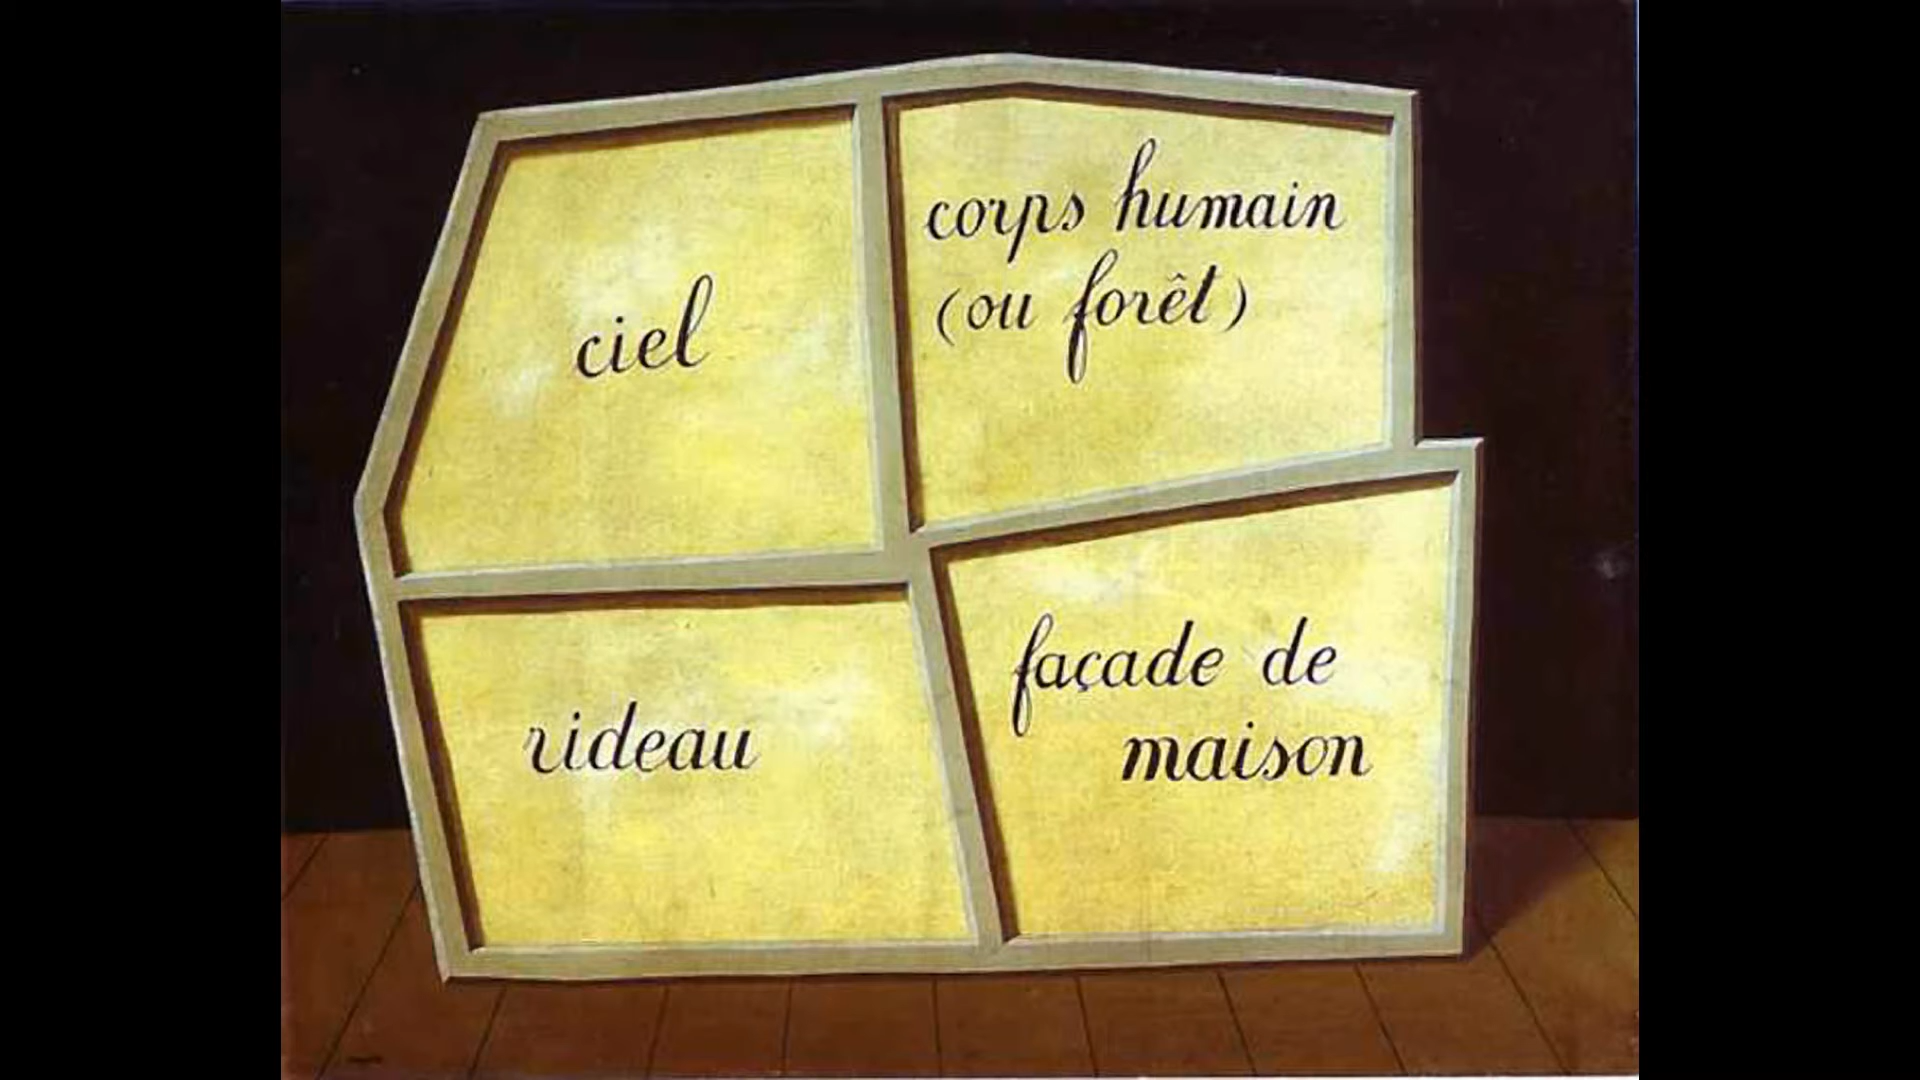 ciel
corps humain
(ou forêt)
rideau
façade de
maison